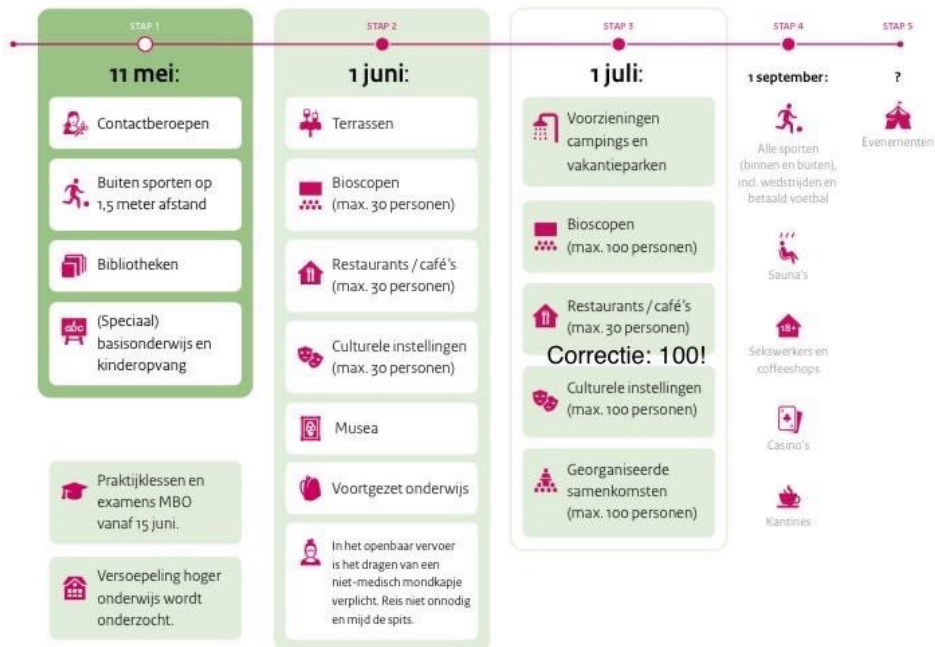 STAP 1
11 mei:
Contactberoepen
Buiten sporten op
1,5 meter afstand
Bibliotheken
abc
(Speciaal)
basisonderwijs en
kinderopvang
Praktijklessen en
examens MBO
vanaf 15 juni.
Versoepeling hoger
onderwijs wordt
onderzocht.
STAP 2
1 juni:
Terrassen
Bioscopen
(max. 30 personen)
Restaurants / café's
(max. 30 personen)
Culturele instellingen
(max. 30 personen)
Musea
Voortgezet onderwijs
In het openbaar vervoer
is het dragen van een
niet-medisch mondkapje
verplicht. Reis niet onnodig
en mijd de spits.
STAP 3
1 juli:
Voorzieningen
campings en
vakantieparken
Bioscopen
(max. 100 personen)
Restaurants / café's
(max. 30 personen)
Correctie: 100!
Culturele instellingen
(max. 100 personen)
Georganiseerde
samenkomsten
(max. 100 personen)
STAP 4
1 september:
Alle sporten
(binnen en buiten),
incl. wedstrijden en
betaald voetbal
Sauna's
18+
Sekswerkers en
coffeeshops
Casino's
Kantines
STAP 5
?
Evenementen